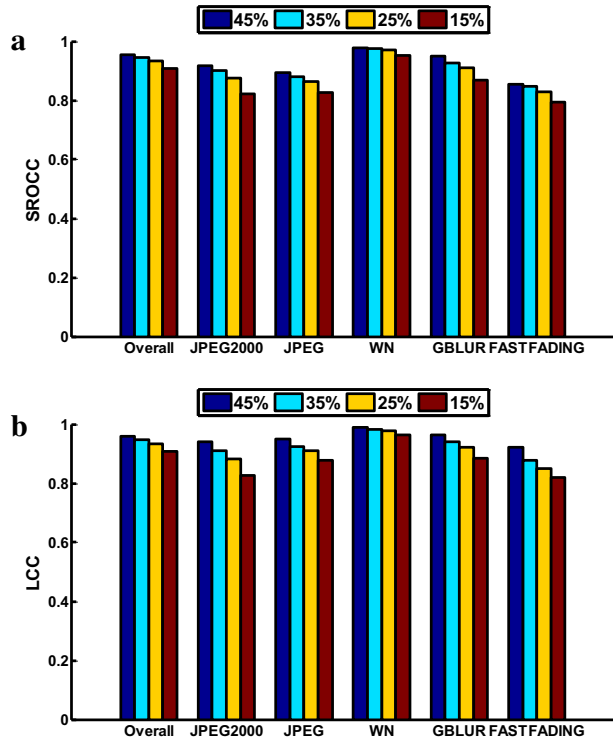 a
45% 35% 25% 15%
1
0.8
0.6
0.4
0.2
0
SROCC
Overall JPEG2000 JPEG WN GBLUR FASTFADING
b
45% 35% 25% 15%
1
0.8
0.6
0.4
0.2
0
LCC
Overall JPEG2000 JPEG WN GBLUR FASTFADING